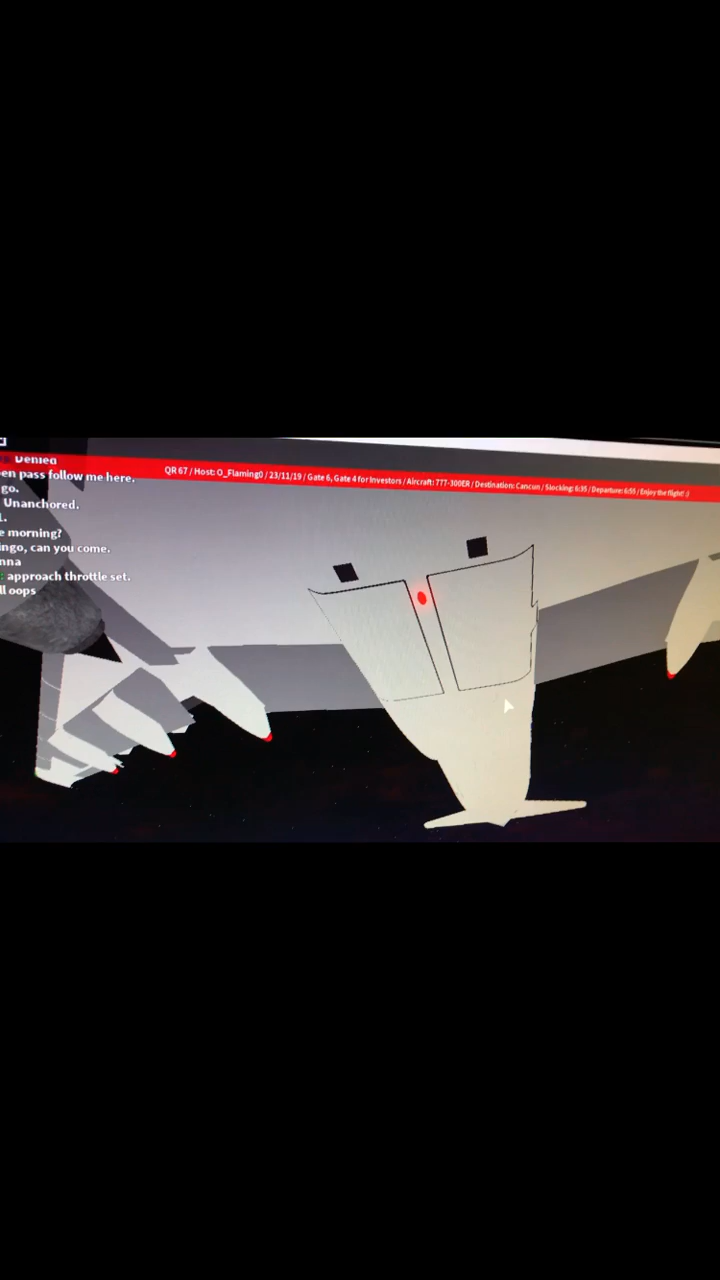 Denied
QR 67 / Host: O_Flaming0 / 23/11/19 / Gate 6, Gate 4 for Investors / Aircraft: 777-300ER / Destination: Cancun / Slocking: 6:35 / Departure: 6:55 / Enjoy the flight! :)
en pass follow me here.
go.
Unanchored.
e morning?
ingo, can you come.
nna
: approach throttle set.
ll oops